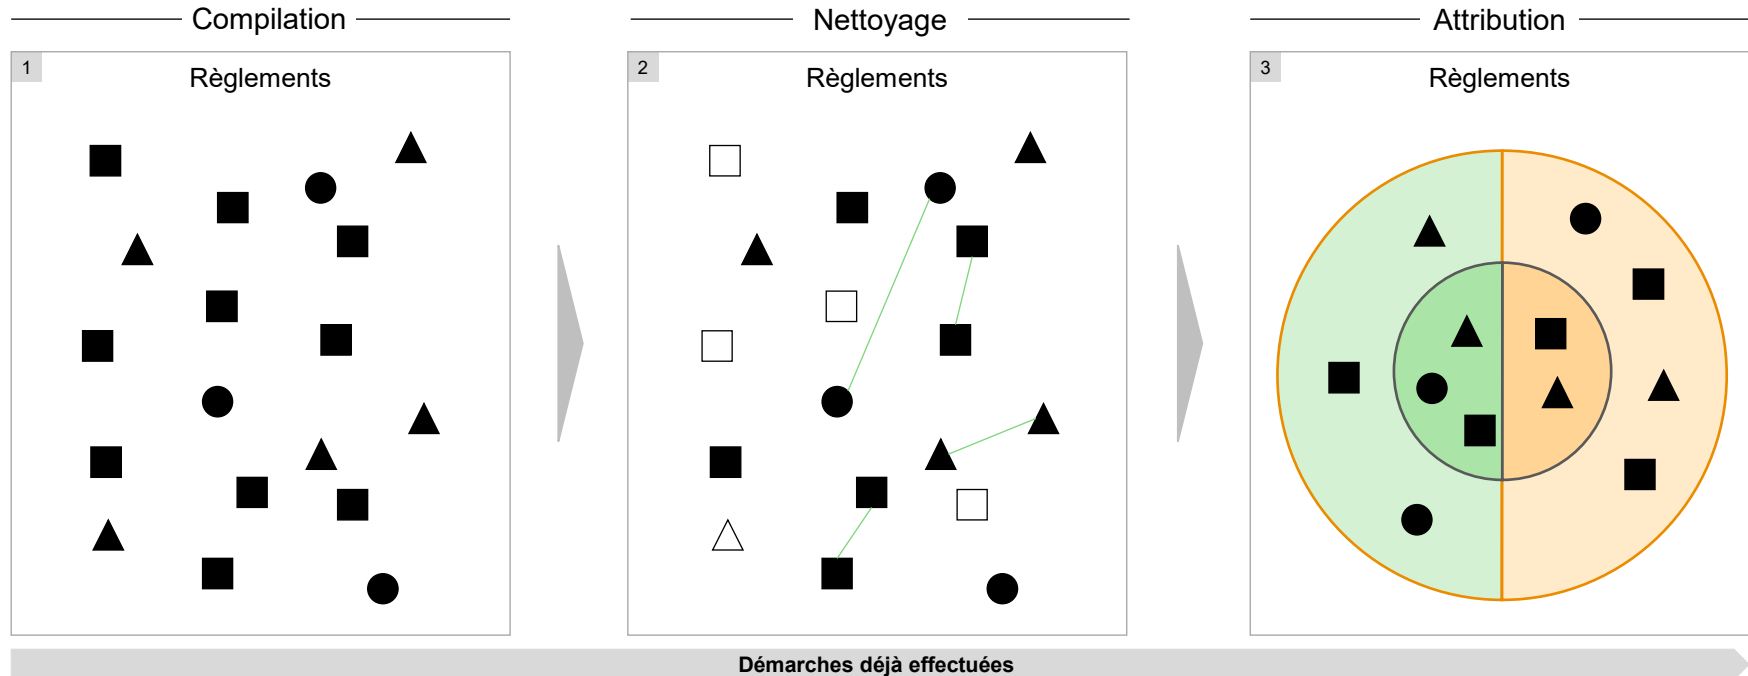 Compilation
Nettoyage
Attribution
1
Règlements
2
Règlements
3
Règlements
Démarches déjà effectuées